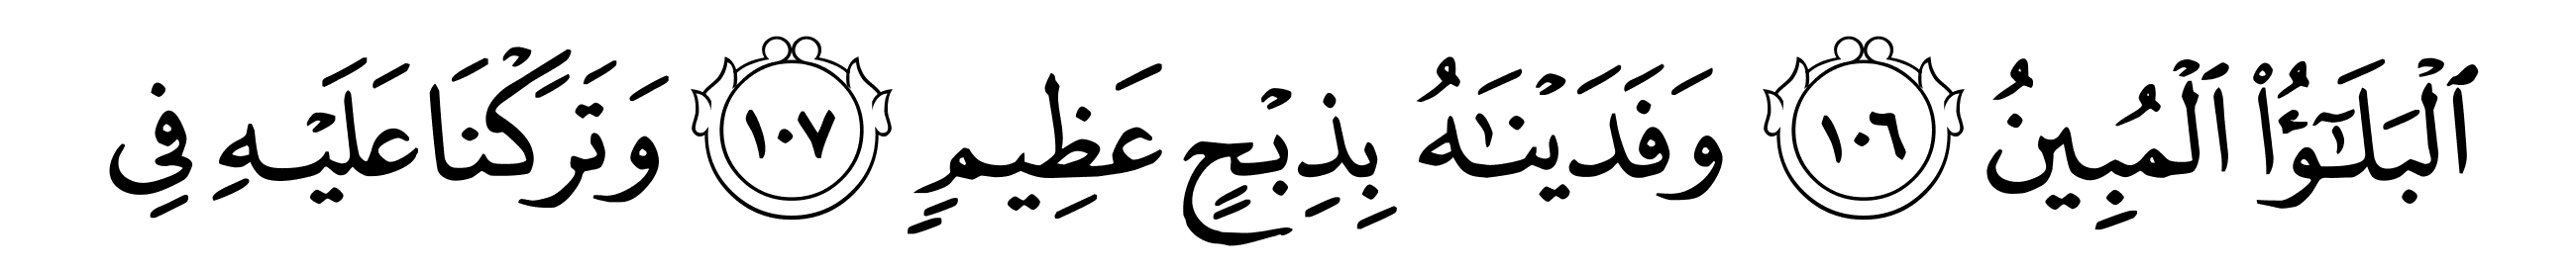 ٱلْبَلَـٰٓؤُا۟ ٱلْمُبِينُ ١٠٦ وَفَدَيْنَـٰهُ بِذِبْحٍ عَظِيمٍ ١٠٧ وَتَرَكْنَا عَلَيْهِ فِى